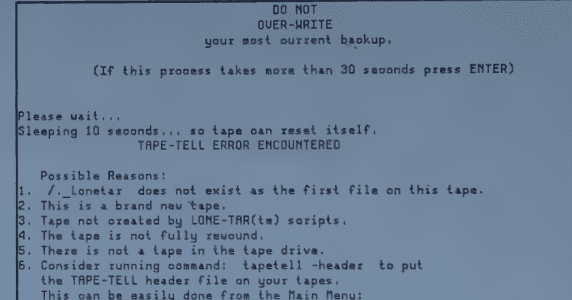 DO NOT
OVER-WRITE
your most current backup.
(If this process takes more than 30 seconds press ENTER)
Please wait...
Sleeping 10 seconds... so tape can reset itself.
TAPE-TELL ERROR ENCOUNTERED
Possible Reasons:
1. /._Lonetar does not exist as the first file on this tape.
2. This is a brand new tape.
3. Tape not created by LONE-TAR(tm) scripts.
4. The tape is not fully rewound.
5. There is not a tape in the tape drive.
6. Consider running command: tapetell -header to put
the TAPE-TELL header file on your tapes.
This can be easily done from the Main Menu: